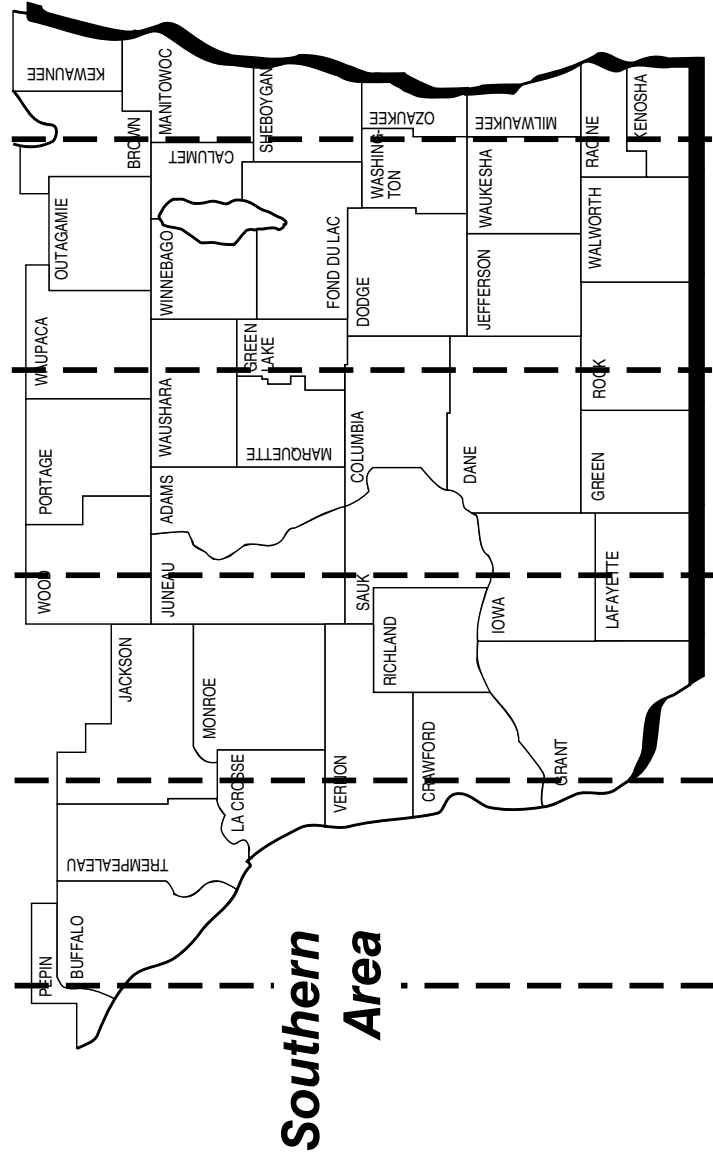 PEPIN
BUFFALO
TREMPEALEAU
JACKSON
LA CROSSE
MONROE
VERNON
CRAWFORD
RICHLAND
GRANT
WOOD
PORTAGE
WAUPACA
OUTAGAMIE
BROWN
KEWAUNEE
JUNEAU
ADAMS
WAUSHARA
WINNEBAGO
CALUMET
MANITOWOC
MARQUETTE
GREEN
LAKE
FOND DU LAC
SHEBOYGAN
SAUK
COLUMBIA
DODGE
WASHING-
TON
OZAUKEE
IOWA
DANE
JEFFERSON
WAUKESHA
MILWAUKEE
LAFAYETTE
GREEN
ROCK
WALWORTH
RACINE
KENOSHA
Southern
Area